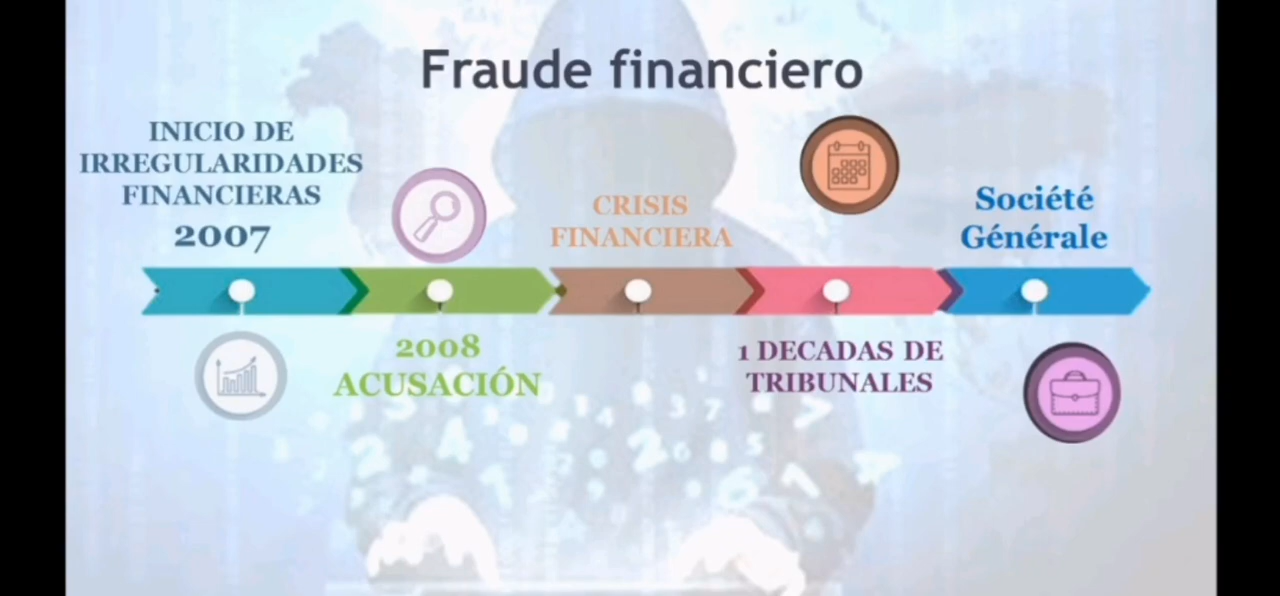 Fraude financiero
INICIO DE
IRREGULARIDADES
FINANCIERAS
2007
2008
ACUSACIÓN
CRISIS
FINANCIERA
1 DECADAS DE
TRIBUNALES
Société
Générale